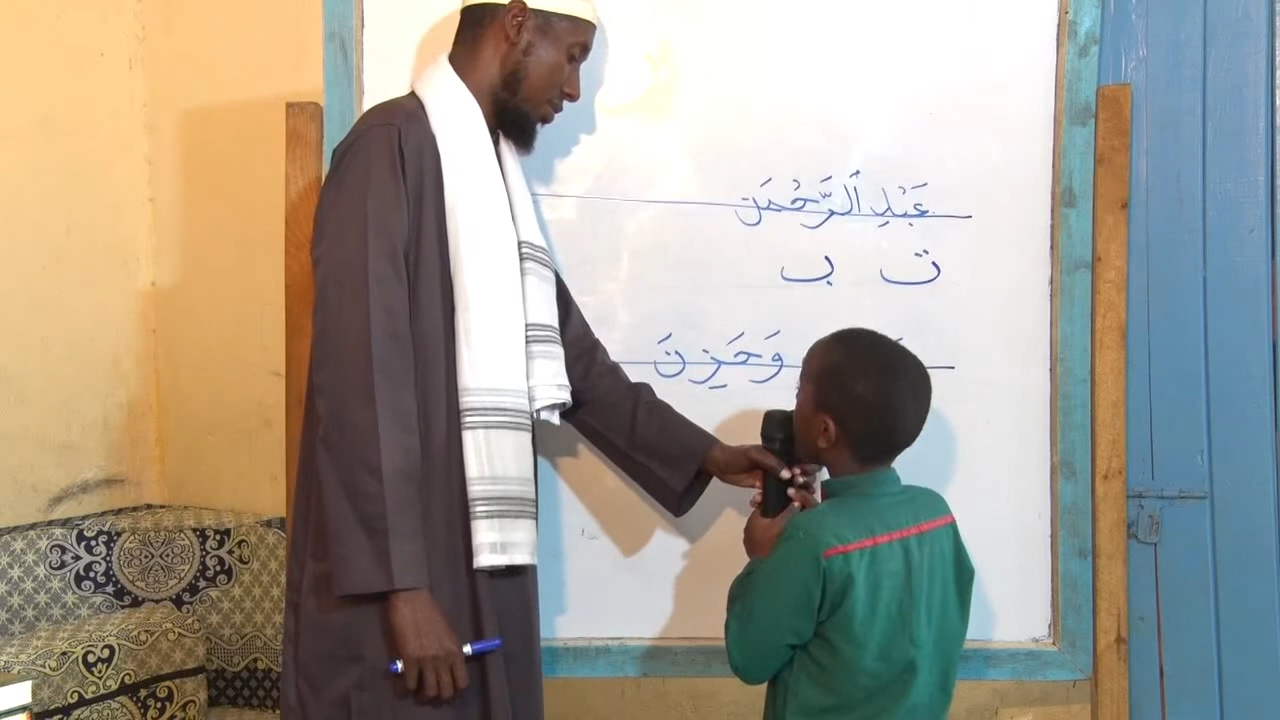 عَبْدِ ٱلرَّحْمَن
ت ب
وَحَزِنَ